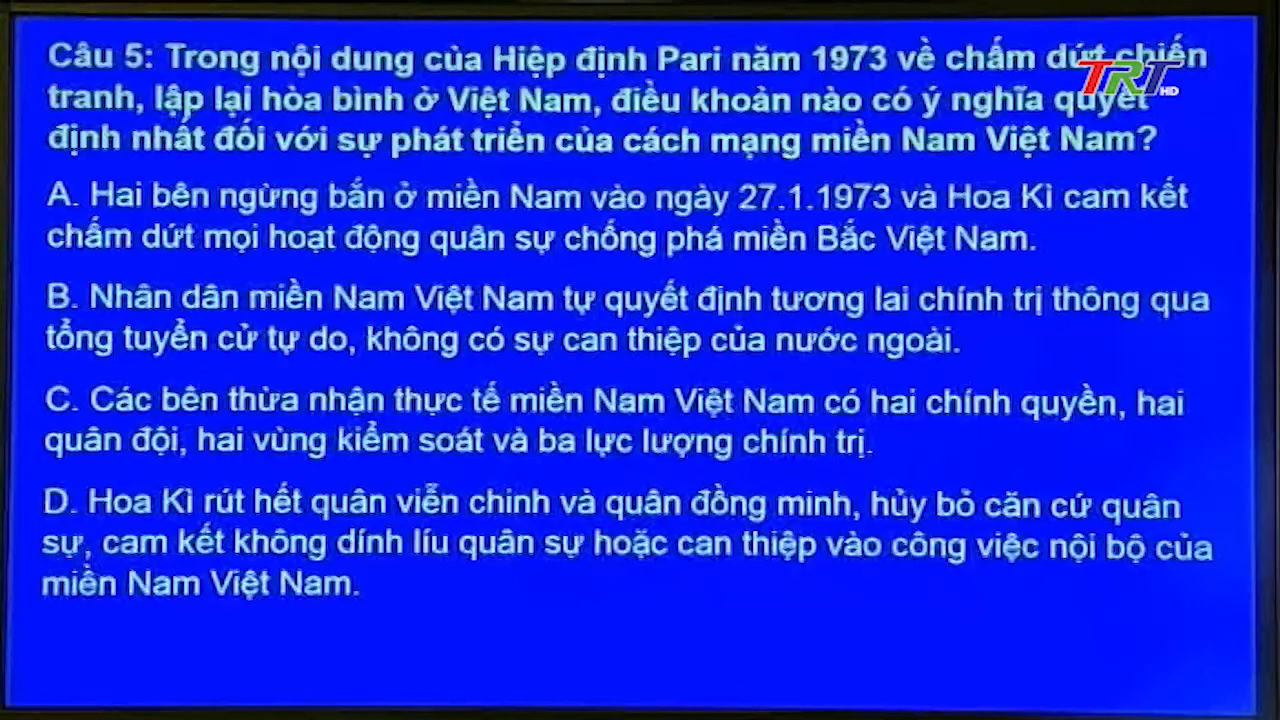 Câu 5: Trong nội dung của Hiệp định Pari năm 1973 về chấm dứt chiến
TRT HD
tranh, lập lại hòa bình ở Việt Nam, điều khoản nào có ý nghĩa quyết
định nhất đối với sự phát triển của cách mạng miền Nam Việt Nam?
A. Hai bên ngừng bắn ở miền Nam vào ngày 27.1.1973 và Hoa Kì cam kết
chấm dứt mọi hoạt động quân sự chống phá miền Bắc Việt Nam.
B. Nhân dân miền Nam Việt Nam tự quyết định tương lai chính trị thông qua
tổng tuyển cử tự do, không có sự can thiệp của nước ngoài.
C. Các bên thừa nhận thực tế miền Nam Việt Nam có hai chính quyền, hai
quân đội, hai vùng kiểm soát và ba lực lượng chính trị.
D. Hoa Kì rút hết quân viễn chinh và quân đồng minh, hủy bỏ căn cứ quân
sự, cam kết không dính líu quân sự hoặc can thiệp vào công việc nội bộ của
miền Nam Việt Nam.